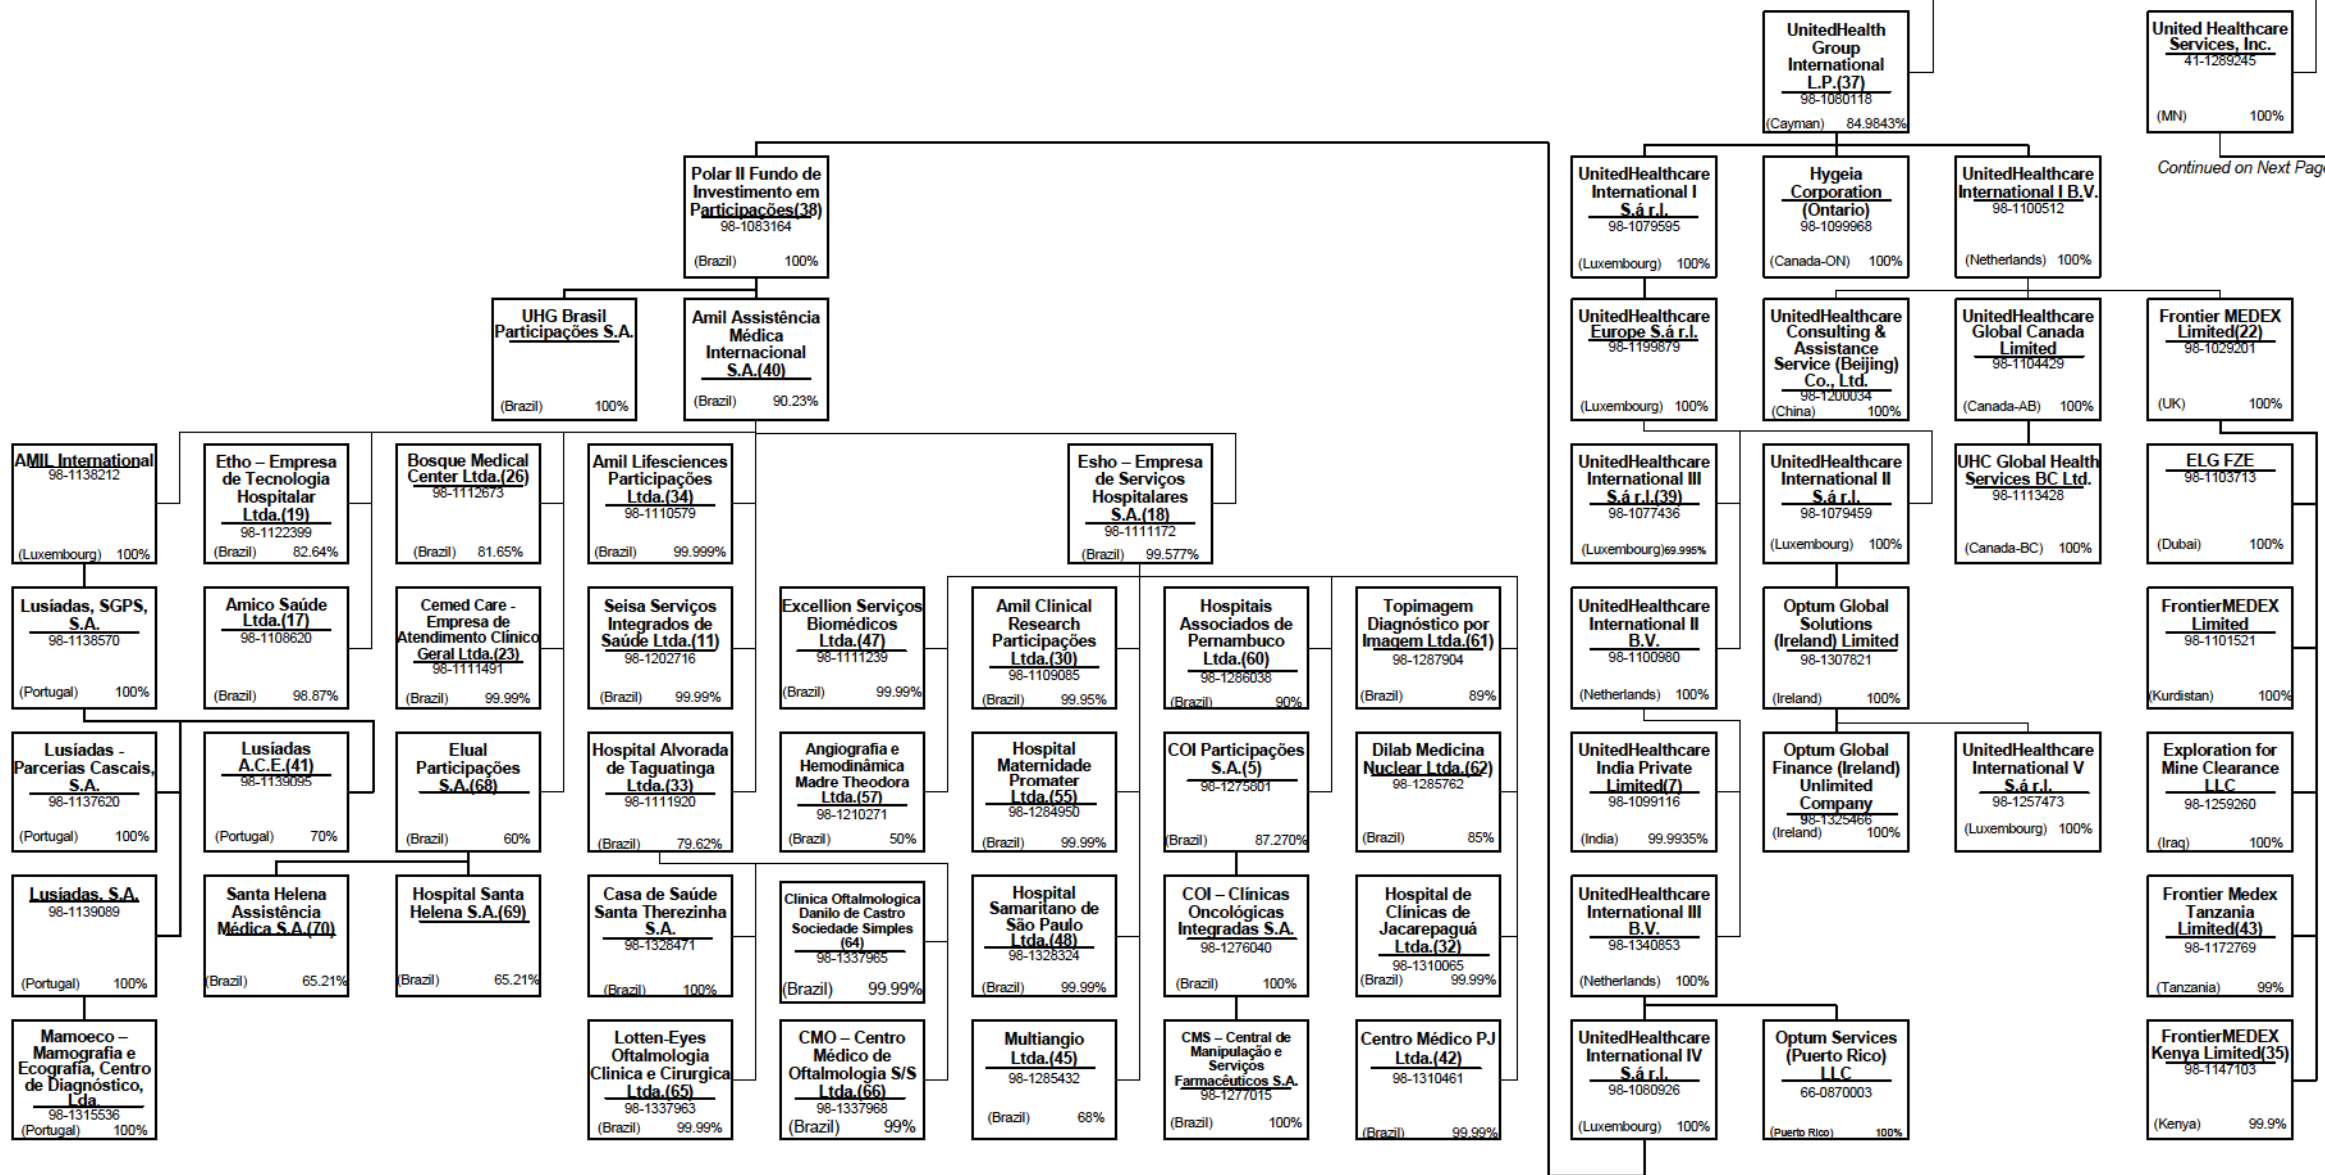 UnitedHealth
Group
International
L.P.(37)
98-1080118
(Cayman) 84.9843%
United Healthcare
Services, Inc.
41-1289245
(MN) 100%
Continued on Next Pag
Polar II Fundo de
Investimento em
Participações(38)
98-1083164
(Brazil) 100%
UnitedHealthcare
International I
S.á r.l.
98-1079595
(Luxembourg) 100%
Hygeia
Corporation
(Ontario)
98-1099968
(Canada-ON) 100%
UnitedHealthcare
International I B.V.
98-1100512
(Netherlands) 100%
UHG Brasil
Participações S.A.
(Brazil) 100%
Amil Assistência
Médica
Internacional
S.A.(40)
(Brazil) 90.23%
UnitedHealthcare
Europe S.á r.l.
98-1199879
(Luxembourg) 100%
UnitedHealthcare
Consulting &
Assistance
Service (Beijing)
Co., Ltd.
98-1200034
(China) 100%
UnitedHealthcare
Global Canada
Limited
98-1104429
(Canada-AB) 100%
Frontier MEDEX
Limited(22)
98-1029201
(UK) 100%
AMIL International
98-1138212
(Luxembourg) 100%
Etho – Empresa
de Tecnologia
Hospitalar
Ltda.(19)
98-1122399
(Brazil) 82.64%
Bosque Medical
Center Ltda.(26)
98-1112673
(Brazil) 81.65%
Amil Lifesciences
Participações
Ltda.(34)
98-1110579
(Brazil) 99.999%
Esho – Empresa
de Serviços
Hospitalares
S.A.(18)
98-1111172
(Brazil) 99.577%
UnitedHealthcare
International III
S.á r.l.(39)
98-1077436
(Luxembourg)69.995%
UnitedHealthcare
International II
S.á r.l.
98-1079459
(Luxembourg) 100%
UHC Global Health
Services BC Ltd.
98-1113428
(Canada-BC) 100%
ELG FZE
98-1103713
(Dubai) 100%
Lusíadas, SGPS,
S.A.
98-1138570
(Portugal) 100%
Amico Saúde
Ltda.(17)
98-1108620
(Brazil) 98.87%
Cemed Care -
Empresa de
Atendimento Clínico
Geral Ltda.(23)
98-1111491
(Brazil) 99.99%
Seisa Serviços
Integrados de
Saúde Ltda.(11)
98-1202716
(Brazil) 99.99%
Excellion Serviços
Biomédicos
Ltda.(47)
98-1111239
(Brazil) 99.99%
Amil Clinical
Research
Participações
Ltda.(30)
98-1109085
(Brazil) 99.95%
Hospitais
Associados de
Pernambuco
Ltda.(60)
98-1286038
(Brazil) 90%
Topimagem
Diagnóstico por
Imagem Ltda.(61)
98-1287904
(Brazil) 89%
UnitedHealthcare
International II
B.V.
98-1100980
(Netherlands) 100%
Optum Global
Solutions
(Ireland) Limited
98-1307821
(Ireland) 100%
FrontierMEDEX
Limited
98-1101521
(Kurdistan) 100%
Lusíadas -
Parcerias Cascais,
S.A.
98-1137620
(Portugal) 100%
Lusíadas
A.C.E.(41)
98-1139095
(Portugal) 70%
Elual
Participações
S.A.(68)
(Brazil) 60%
Hospital Alvorada
de Taguatinga
Ltda.(33)
98-1111920
(Brazil) 79.62%
Angiografia e
Hemodinâmica
Madre Theodora
Ltda.(57)
98-1210271
(Brazil) 50%
Hospital
Maternidade
Promater
Ltda.(55)
98-1284950
(Brazil) 99.99%
COI Participações
S.A.(5)
98-1275801
(Brazil) 87.270%
Dilab Medicina
Nuclear Ltda.(62)
98-1285762
(Brazil) 85%
UnitedHealthcare
India Private
Limited(7)
98-1099116
(India) 99.9935%
Optum Global
Finance (Ireland)
Unlimited
Company
98-1325466
(Ireland) 100%
UnitedHealthcare
International V
S.á r.l.
98-1257473
(Luxembourg) 100%
Exploration for
Mine Clearance
LLC
98-1259260
(Iraq) 100%
Lusíadas, S.A.
98-1139089
(Portugal) 100%
Santa Helena
Assistência
Médica S.A.(70)
(Brazil) 65.21%
Hospital Santa
Helena S.A.(69)
(Brazil) 65.21%
Casa de Saúde
Santa Therezinha
S.A.
98-1328471
(Brazil) 100%
Clinica Oftalmologica
Danilo de Castro
Sociedade Simples
(64)
98-1337965
(Brazil) 99.99%
Hospital
Samaritano de
São Paulo
Ltda.(48)
98-1328324
(Brazil) 99.99%
COI – Clínicas
Oncológicas
Integradas S.A.
98-1276040
(Brazil) 100%
Hospital de
Clínicas de
Jacarepaguá
Ltda.(32)
98-1310065
(Brazil) 99.99%
UnitedHealthcare
International III
B.V.
98-1340853
(Netherlands) 100%
Frontier Medex
Tanzania
Limited(43)
98-1172769
(Tanzania) 99%
Mamoeco –
Mamografia e
Ecografia, Centro
de Diagnóstico,
Lda.
98-1315536
(Portugal) 100%
Lotten-Eyes
Oftalmologia
Clinica e Cirurgica
Ltda.(65)
98-1337963
(Brazil) 99.99%
CMO – Centro
Médico de
Oftalmologia S/S
Ltda.(66)
98-1337968
(Brazil) 99%
Multiangio
Ltda.(45)
98-1285432
(Brazil) 68%
CMS – Central de
Manipulação e
Serviços
Farmacêuticos S.A.
98-1277015
(Brazil) 100%
Centro Médico PJ
Ltda.(42)
98-1310461
(Brazil) 99.99%
UnitedHealthcare
International IV
S.á r.l.
98-1080926
(Luxembourg) 100%
Optum Services
(Puerto Rico)
LLC
66-0870003
(Puerto Rico) 100%
FrontierMEDEX
Kenya Limited(35)
98-1147103
(Kenya) 99.9%